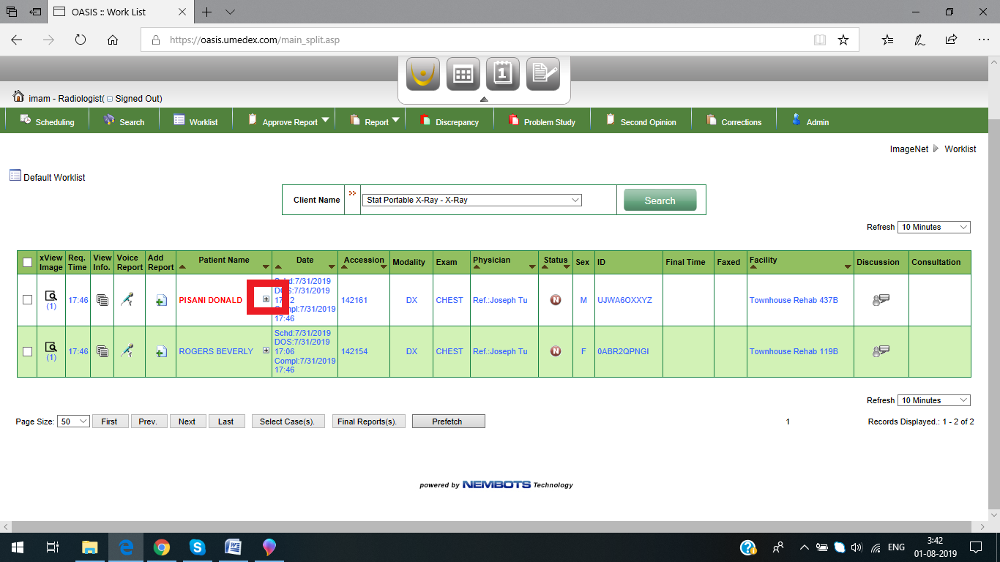 OASIS :: Work List
https://oasis.umedex.com/main_split.asp
1
imam - Radiologist( Signed Out)
Scheduling Search Worklist Approve Report Report Discrepancy Problem Study Second Opinion Corrections Admin
ImageNet Worklist
Default Worklist
Client Name Stat Portable X-Ray - X-Ray Search
Refresh 10 Minutes
xView Image Req. Time View Info. Voice Report Add Report Patient Name Date Accession Modality Exam Physician Status Sex ID Final Time Faxed Facility Discussion Consultation
Schd:7/31/2019
DOS:7/31/2019
(1) 17:46 PISANI DONALD 142161 DX CHEST Ref.:Joseph Tu N M UJWA6OXXYZ Townhouse Rehab 437B
Compl:7/31/2019
17:46
Schd:7/31/2019
DOS:7/31/2019
(1) 17:46 ROGERS BEVERLY 17:06 142154 DX CHEST Ref.:Joseph Tu N F 0ABR2QPNGI Townhouse Rehab 119B
Compl:7/31/2019
17:46
Refresh 10 Minutes
Page Size: 50 First Prev. Next Last Select Case(s). Final Reports(s). Prefetch 1 Records Displayed.: 1 - 2 of 2
powered by NEMBOTS Technology
ENG 3:42
01-08-2019